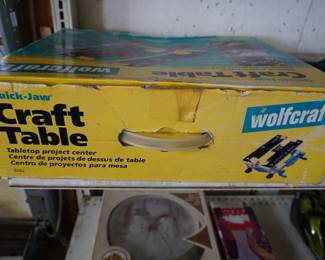 wolfcraft
Craft Table
uick-Jaw
Craft
Table
Tabletop project center
Centre de projets de dessus de table
Centro de proyectos para mesa
wolfcraf